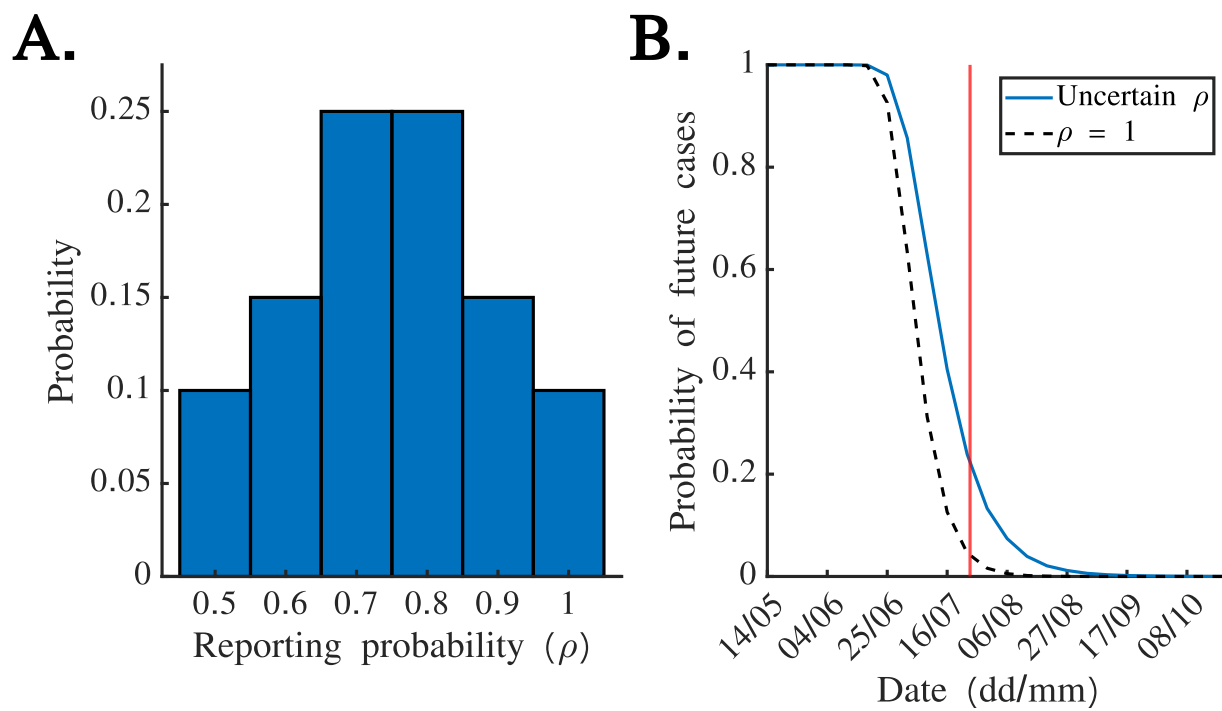 A.
0.25
0.2
0.15
0.1
0.05
0
Probability
0.5 0.6 0.7 0.8 0.9 1
Reporting probability (ρ)
B.
1
0.8
0.6
0.4
0.2
0
Probability of future cases
Uncertain ρ
ρ = 1
14/05 04/06 25/06 16/07 06/08 27/08 17/09 08/10
Date (dd/mm)